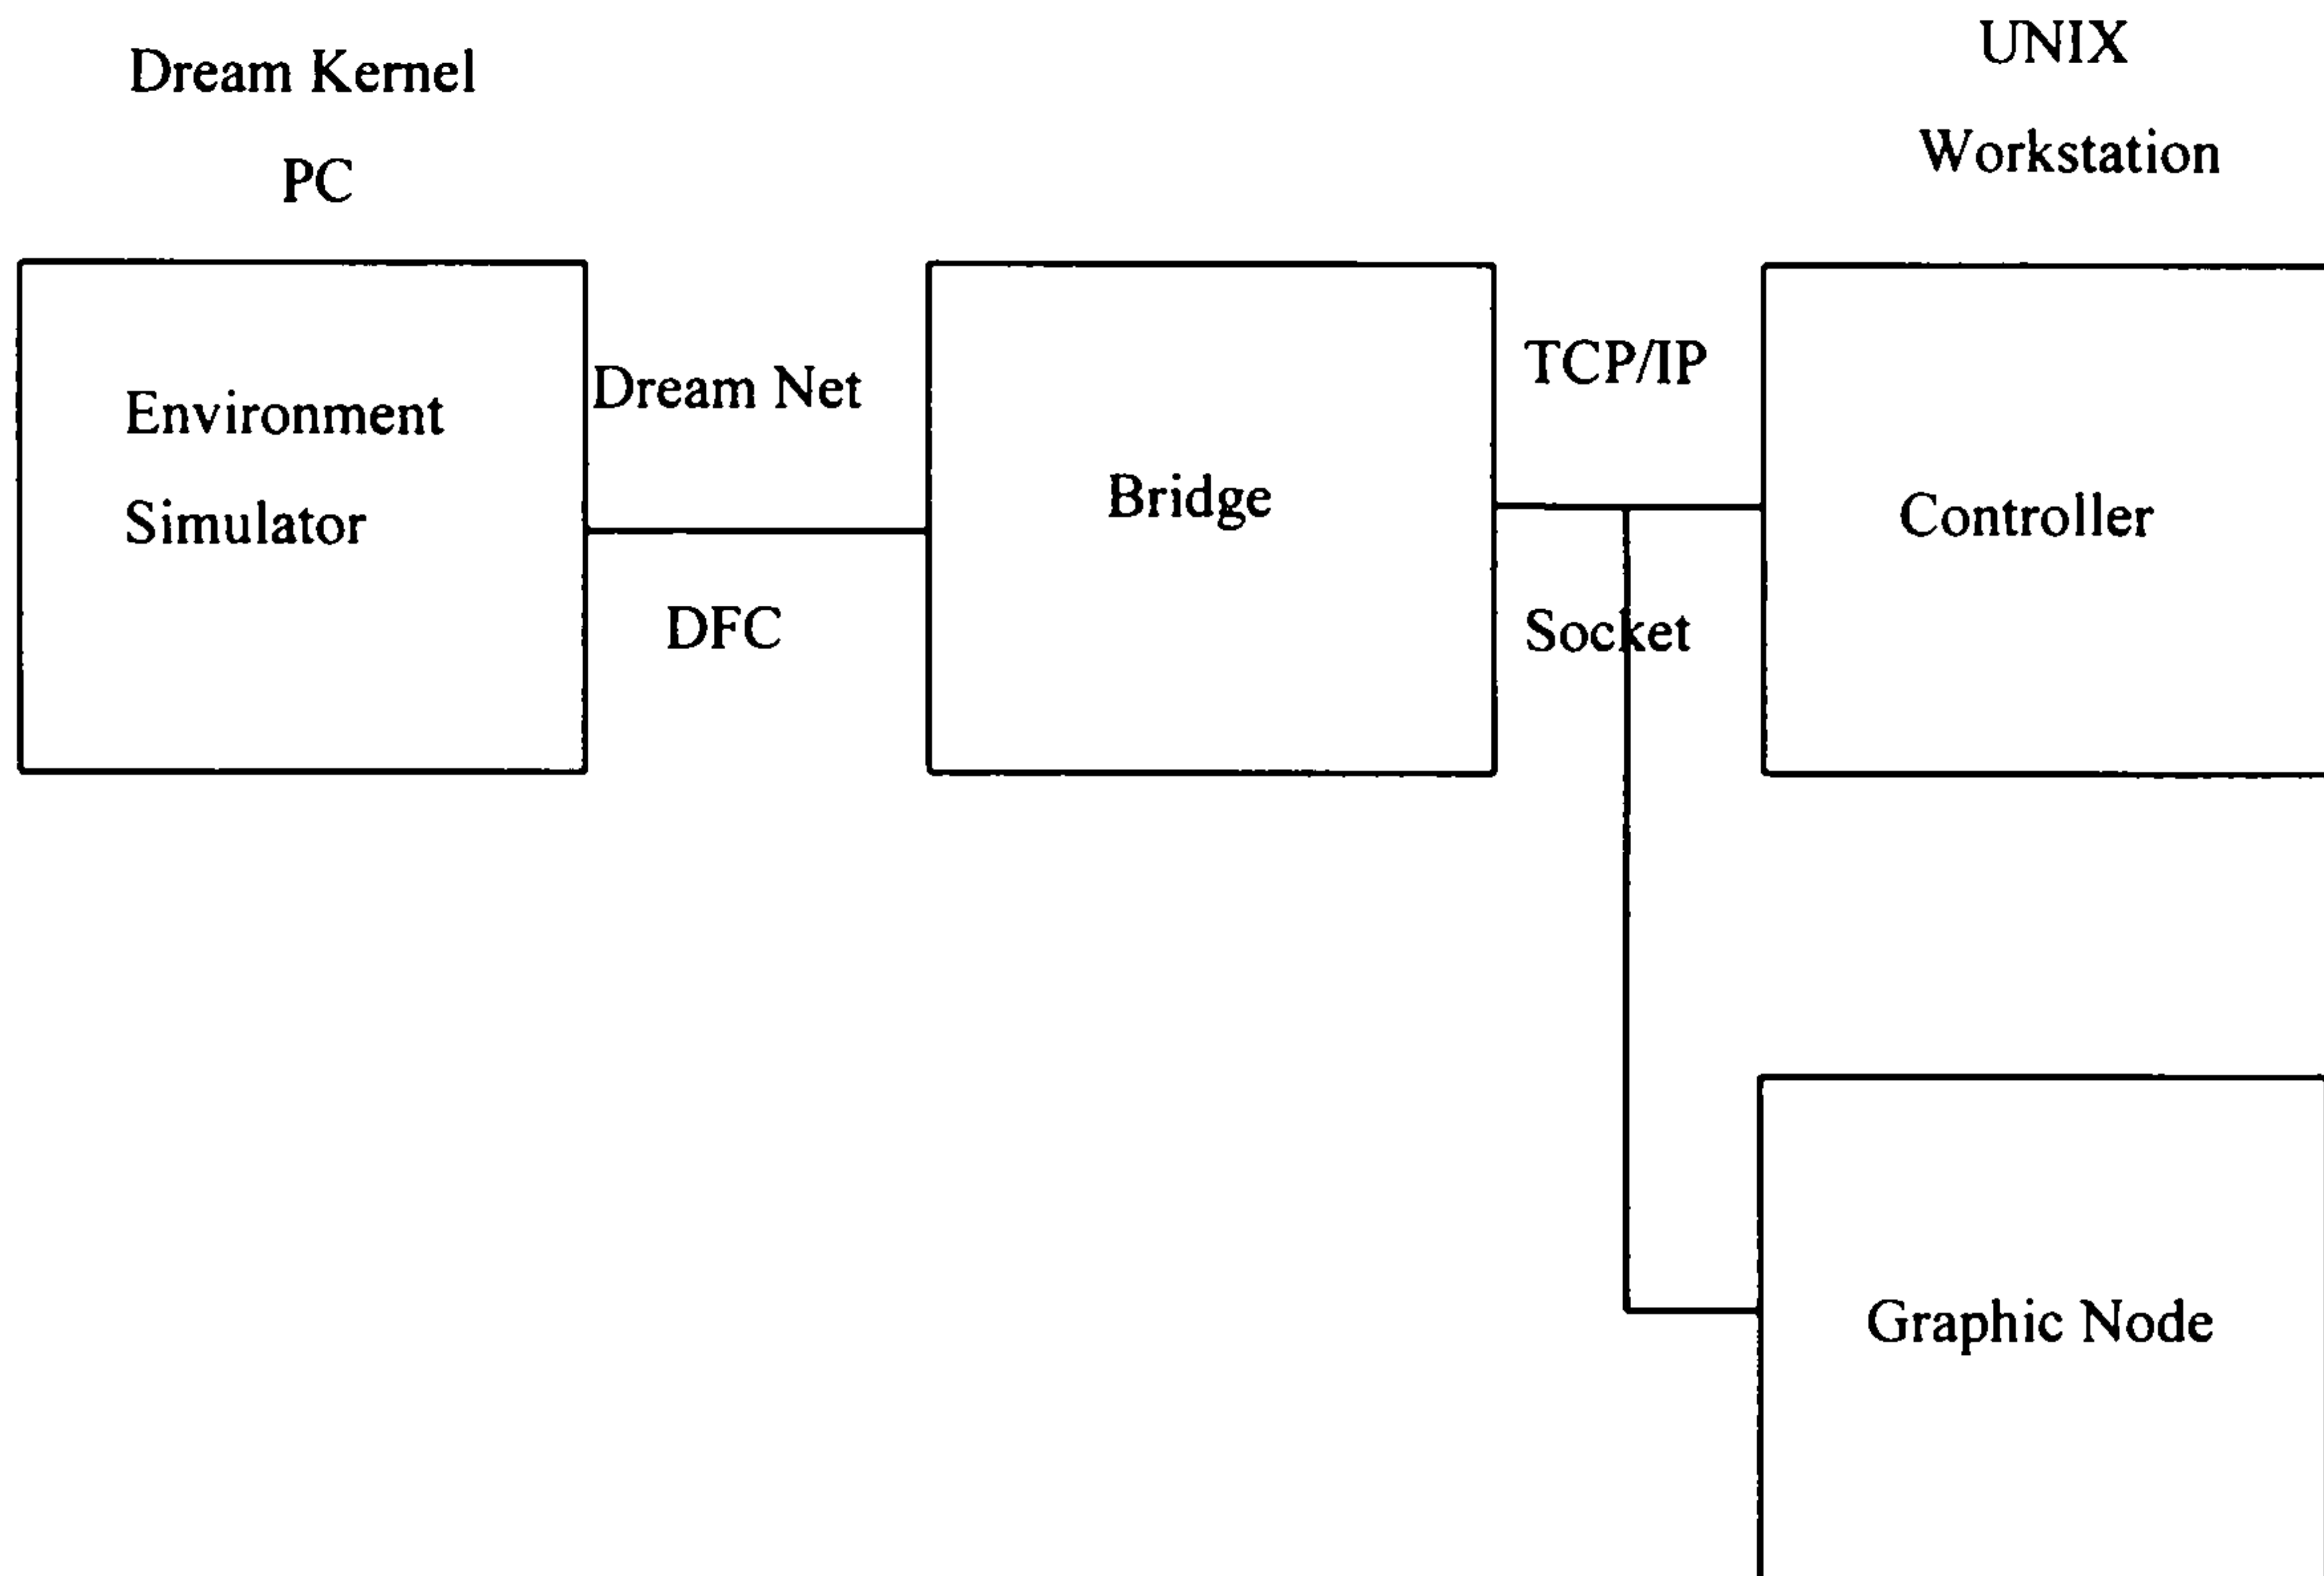 Dream Kernel
PC
UNIX
Workstation
Environment
Simulator
Dream Net
DFC
Bridge
TCP/IP
Socket
Controller
Graphic Node